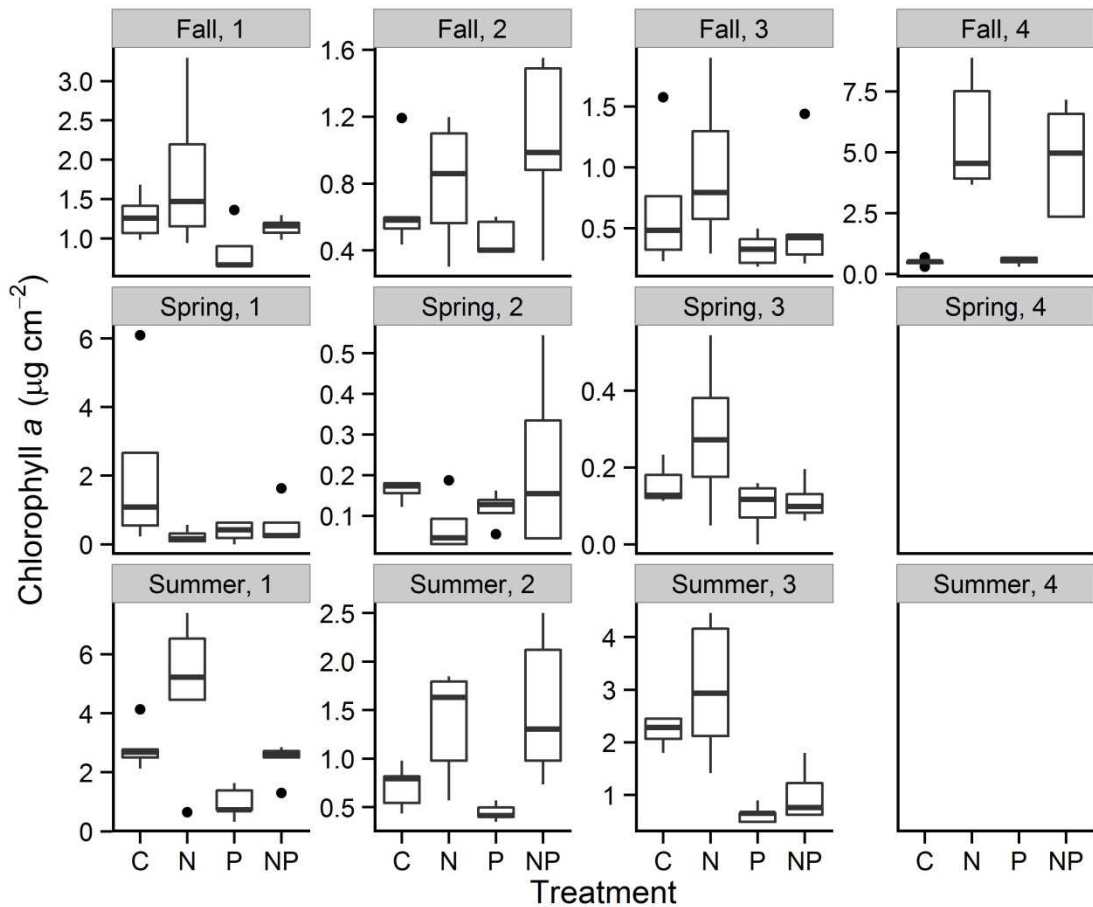 Chlorophyll a (μg cm−2)
Fall, 1
3.0
2.5
2.0
1.5
1.0
Fall, 2
1.6
1.2
0.8
0.4
Fall, 3
1.5
1.0
0.5
Fall, 4
7.5
5.0
2.5
0.0
Spring, 1
6
4
2
0
Spring, 2
0.5
0.4
0.3
0.2
0.1
Spring, 3
0.4
0.2
0.0
Spring, 4
Summer, 1
6
4
2
0
Summer, 2
2.5
2.0
1.5
1.0
0.5
Summer, 3
4
3
2
1
Summer, 4
C N P NP
C N P NP
C N P NP
C N P NP
Treatment